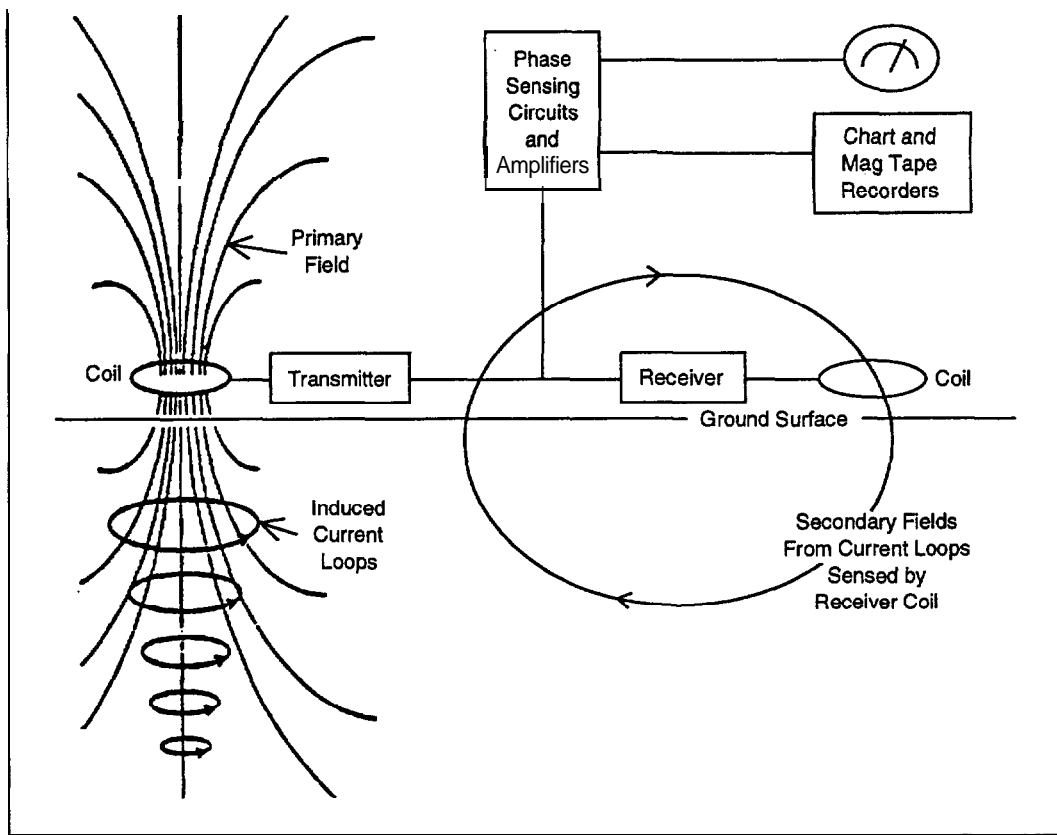 Phase
Sensing
Circuits
and
Amplifiers
Chart and
Mag Tape
Recorders
Primary
Field
Coil
Transmitter
Receiver
Coil
Ground Surface
Induced
Current
Loops
Secondary Fields
From Current Loops
Sensed by
Receiver Coil